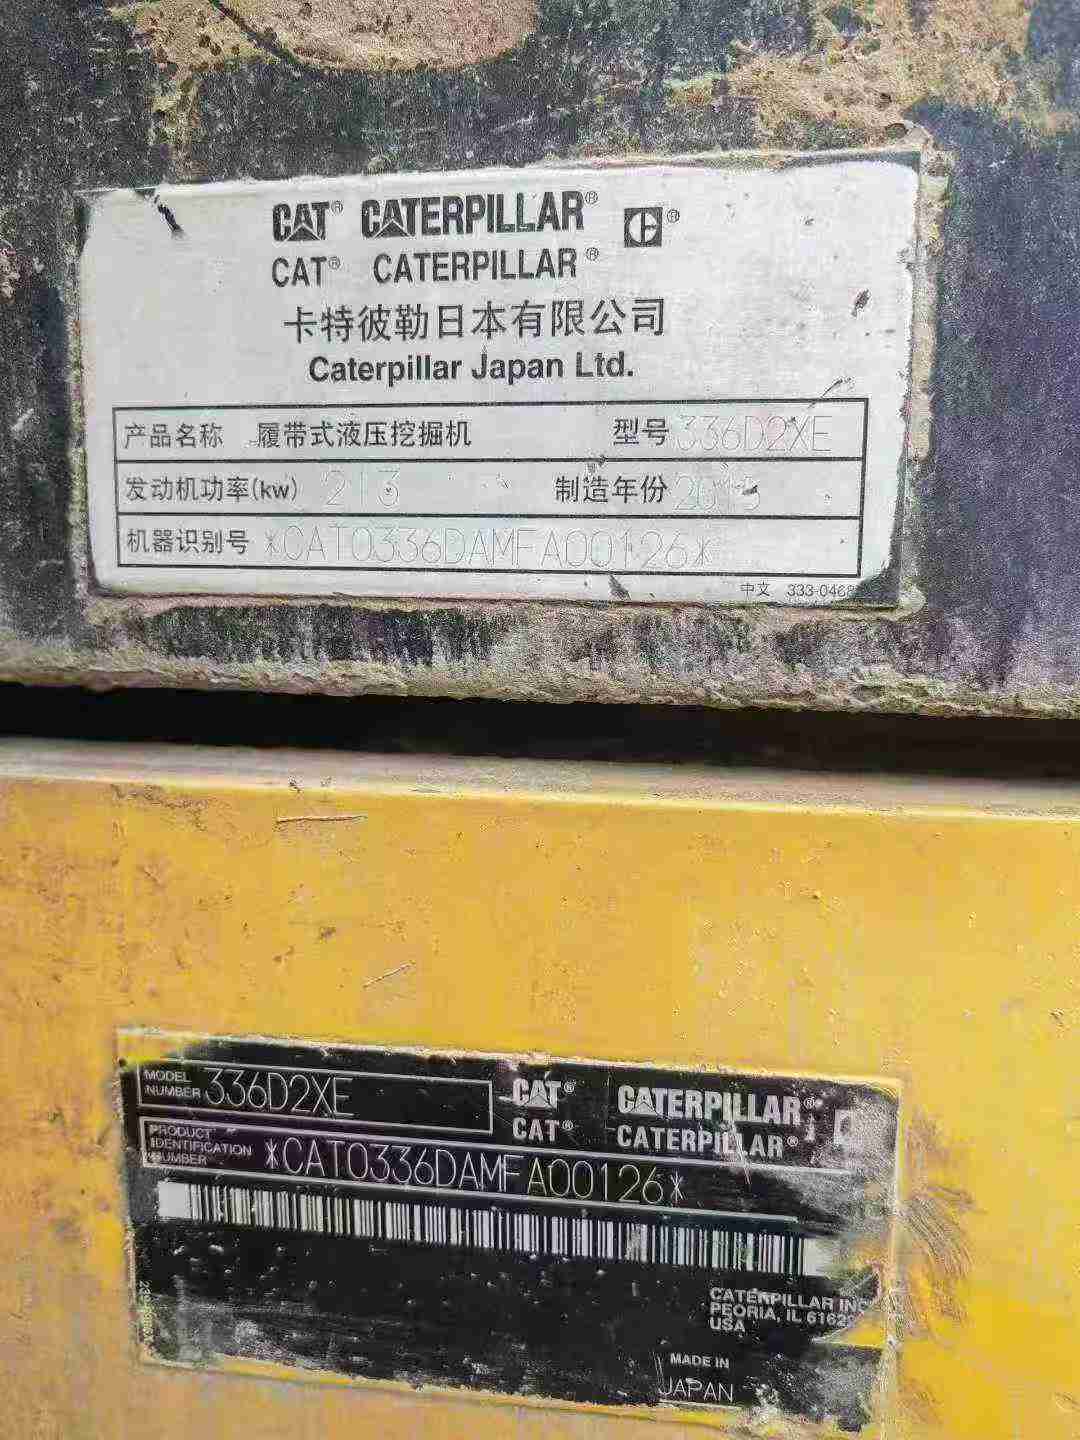 CAT® CATERPILLAR® ®
CAT® CATERPILLAR®
卡特彼勒日本有限公司
Caterpillar Japan Ltd.
产品名称 履带式液压挖掘机 型号 336D2XE
发动机功率(kw) 213 制造年份
机器识别号 *CAT0336DAMFA00126*
中文 333-0468
MODEL NUMBER 336D2XE
CAT® CATERPILLAR®
CAT® CATERPILLAR®
PRODUCT IDENTIFICATION NUMBER *CAT0336DAMFA00126*
CATERPILLAR INC
PEORIA, IL 6162
USA
MADE IN
JAPAN